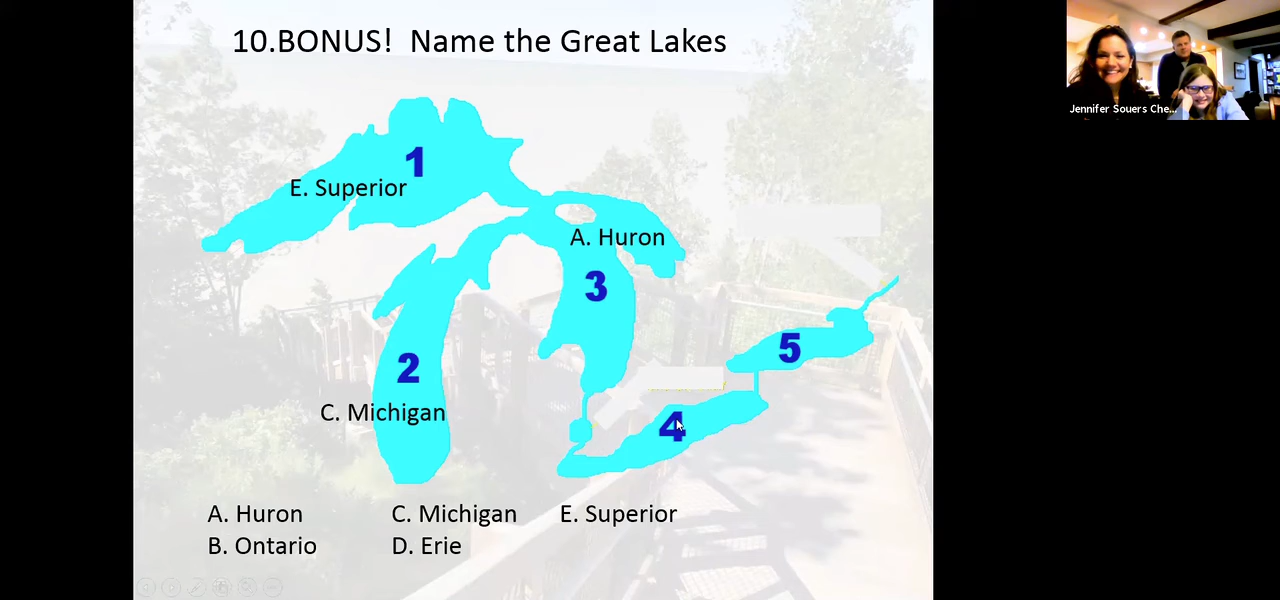 10.BONUS! Name the Great Lakes
Jennifer Souers Che...
1
E. Superior
A. Huron
3
5
2
C. Michigan
4
A. Huron C. Michigan E. Superior
B. Ontario D. Erie